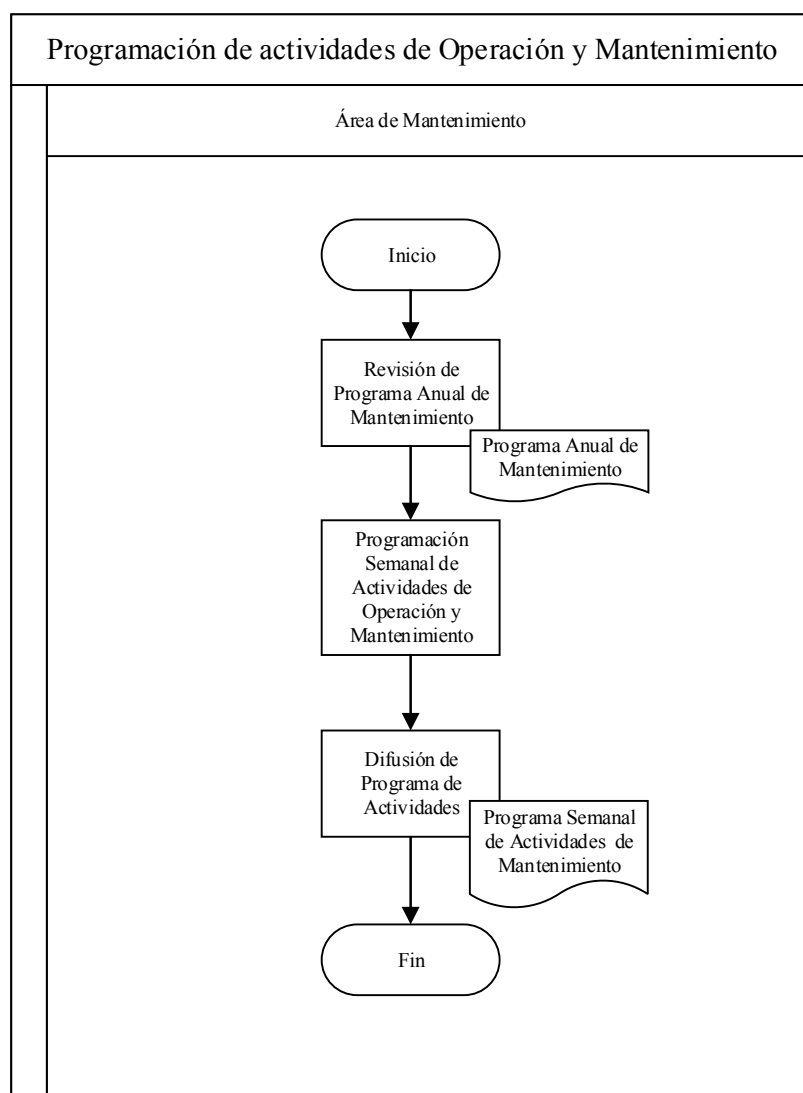 Programación de actividades de Operación y Mantenimiento
Área de Mantenimiento
Inicio
Revisión de
Programa Anual de
Mantenimiento
Programa Anual de
Mantenimiento
Programación
Semanal de
Actividades de
Operación y
Mantenimiento
Difusión de
Programa de
Actividades
Programa Semanal
de Actividades de
Mantenimiento
Fin